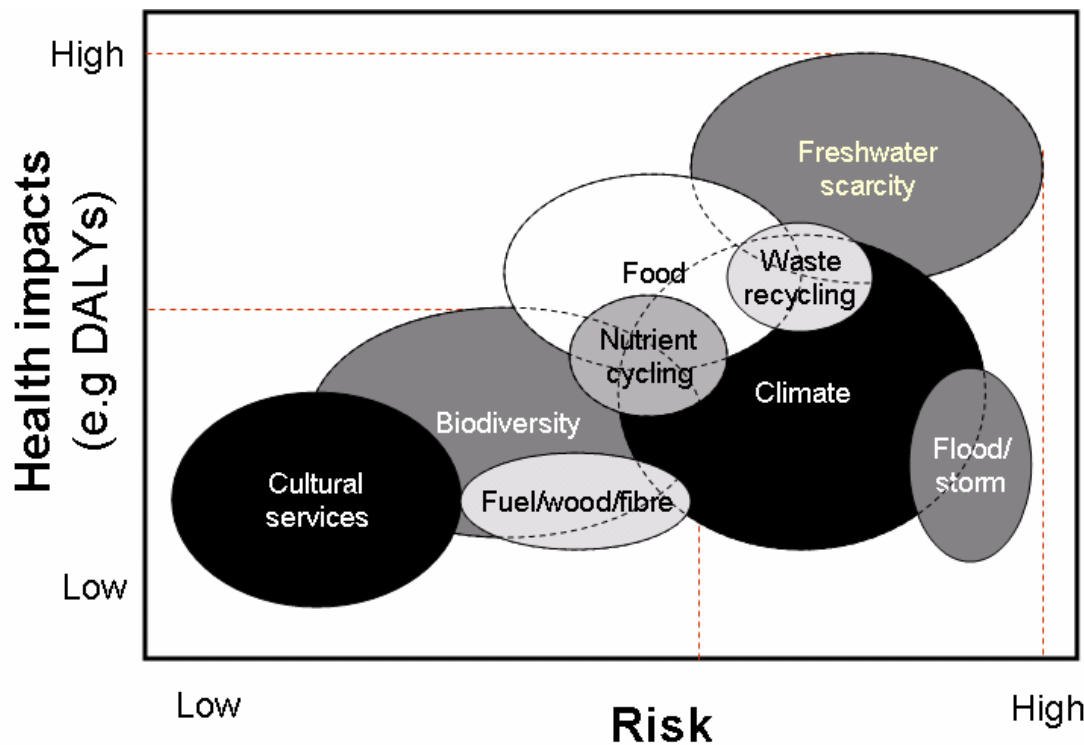 High
Health impacts
(e.g DALYs)
Low
Freshwater
scarcity
Food
Waste
recycling
Nutrient
cycling
Climate
Biodiversity
Flood/
storm
Cultural
services
Fuel/wood/fibre
Low
Risk
High